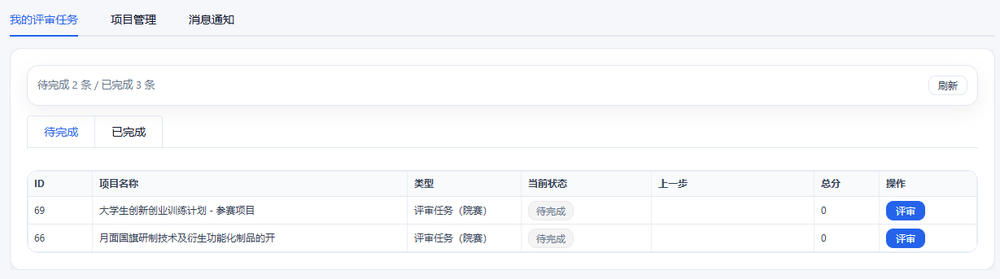 我的评审任务 项目管理 消息通知
待完成 2 条 / 已完成 3 条 刷新
待完成 已完成
ID 项目名称 类型 当前状态 上一步 总分 操作
69 大学生创新创业训练计划 - 参赛项目 评审任务（院赛） 待完成 0 评审
66 月面国旗研制技术及衍生功能化制品的开 评审任务（院赛） 待完成 0 评审